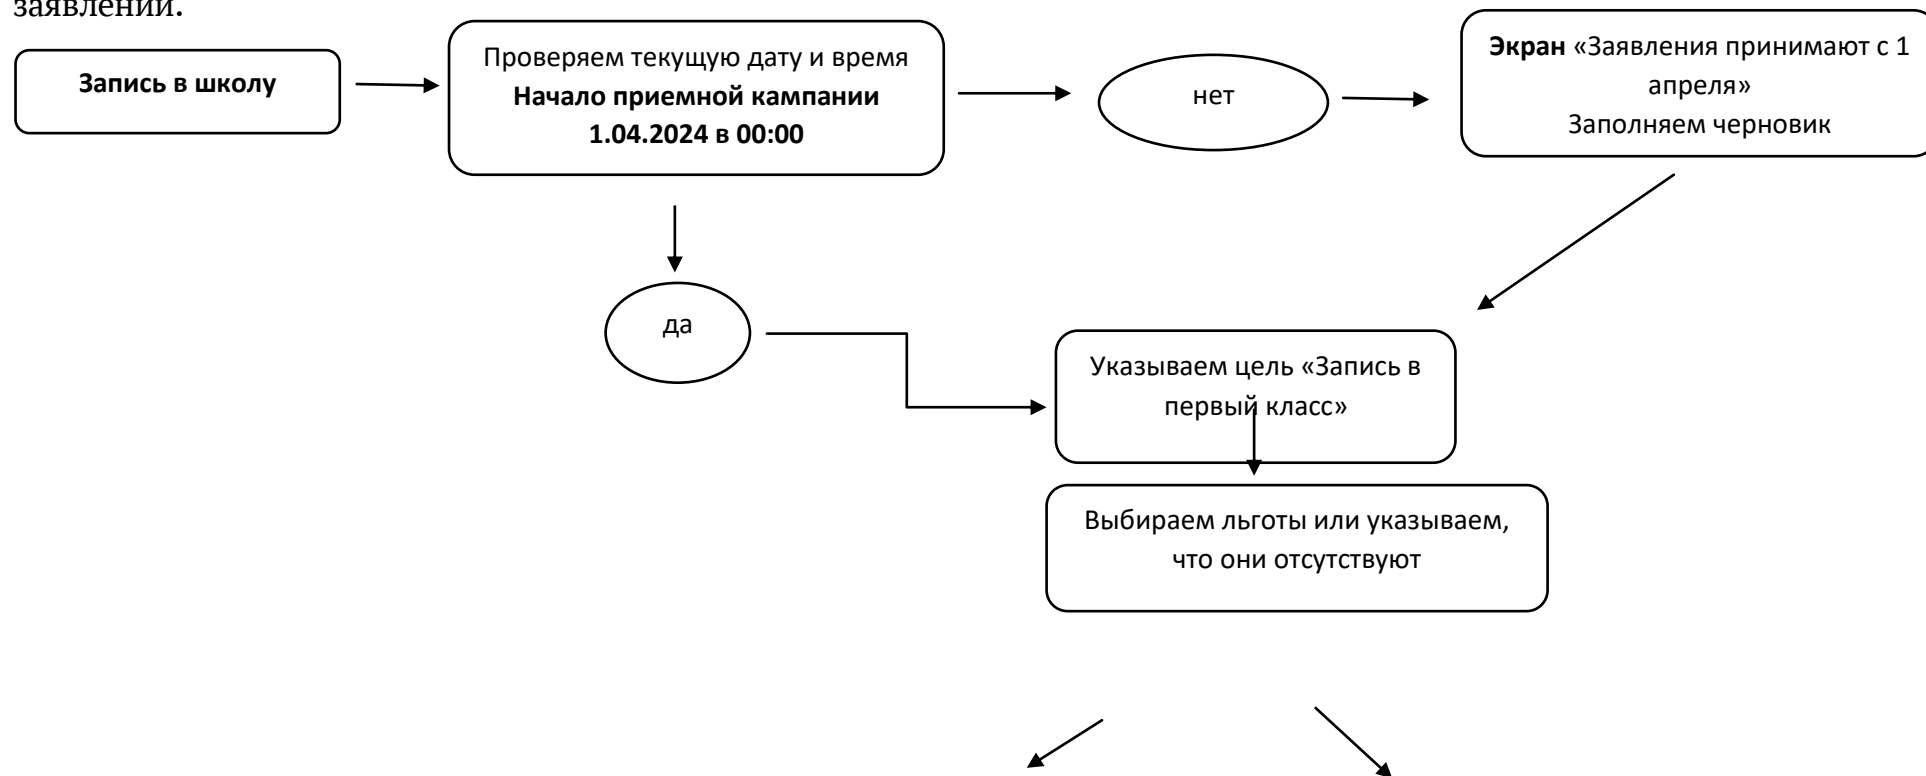 заявлений.
Запись в школу
Проверяем текущую дату и время
Начало приемной кампании
1.04.2024 в 00:00
нет
Экран «Заявления принимают с 1
апреля»
Заполняем черновик
да
Указываем цель «Запись в
первый класс»
Выбираем льготы или указываем,
что они отсутствуют